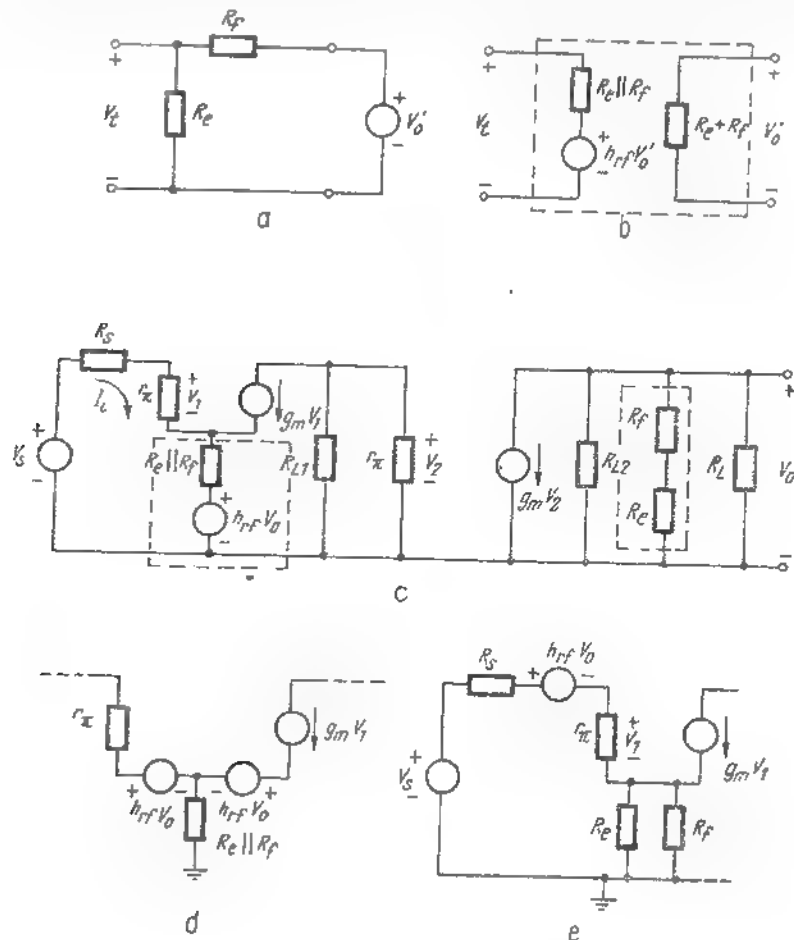 R_f
+
V_t
R_e
+
V_o'
-
-
a
+
V_t
R_e||R_f
+
h_rf V_o'
-
-
+
R_e+R_f
V_o'
-
b
R_s
I_i
r_π
+
V_1
-
g_m V_1
+
V_s
-
R_e||R_f
+
h_rf V_o
-
R_L1
r_π
+
V_2
-
g_m V_2
R_L2
R_f
R_e
R_L
+
V_o
-
c
r_π
+
h_rf V_o
-
-
h_rf V_o
+
g_m V_1
R_e||R_f
d
R_s
+
h_rf V_o
-
r_π
+
V_1
-
+
V_s
-
R_e
R_f
g_m V_1
e